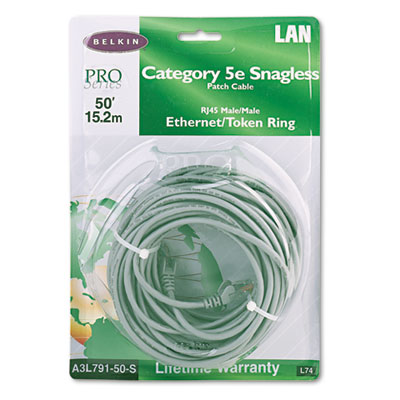 BELKIN
LAN
PRO
Series
50'
15.2m
Category 5e Snagless
Patch Cable
RJ45 Male/Male
Ethernet/Token Ring
A3L791-50-S
Lifetime Warranty
L74